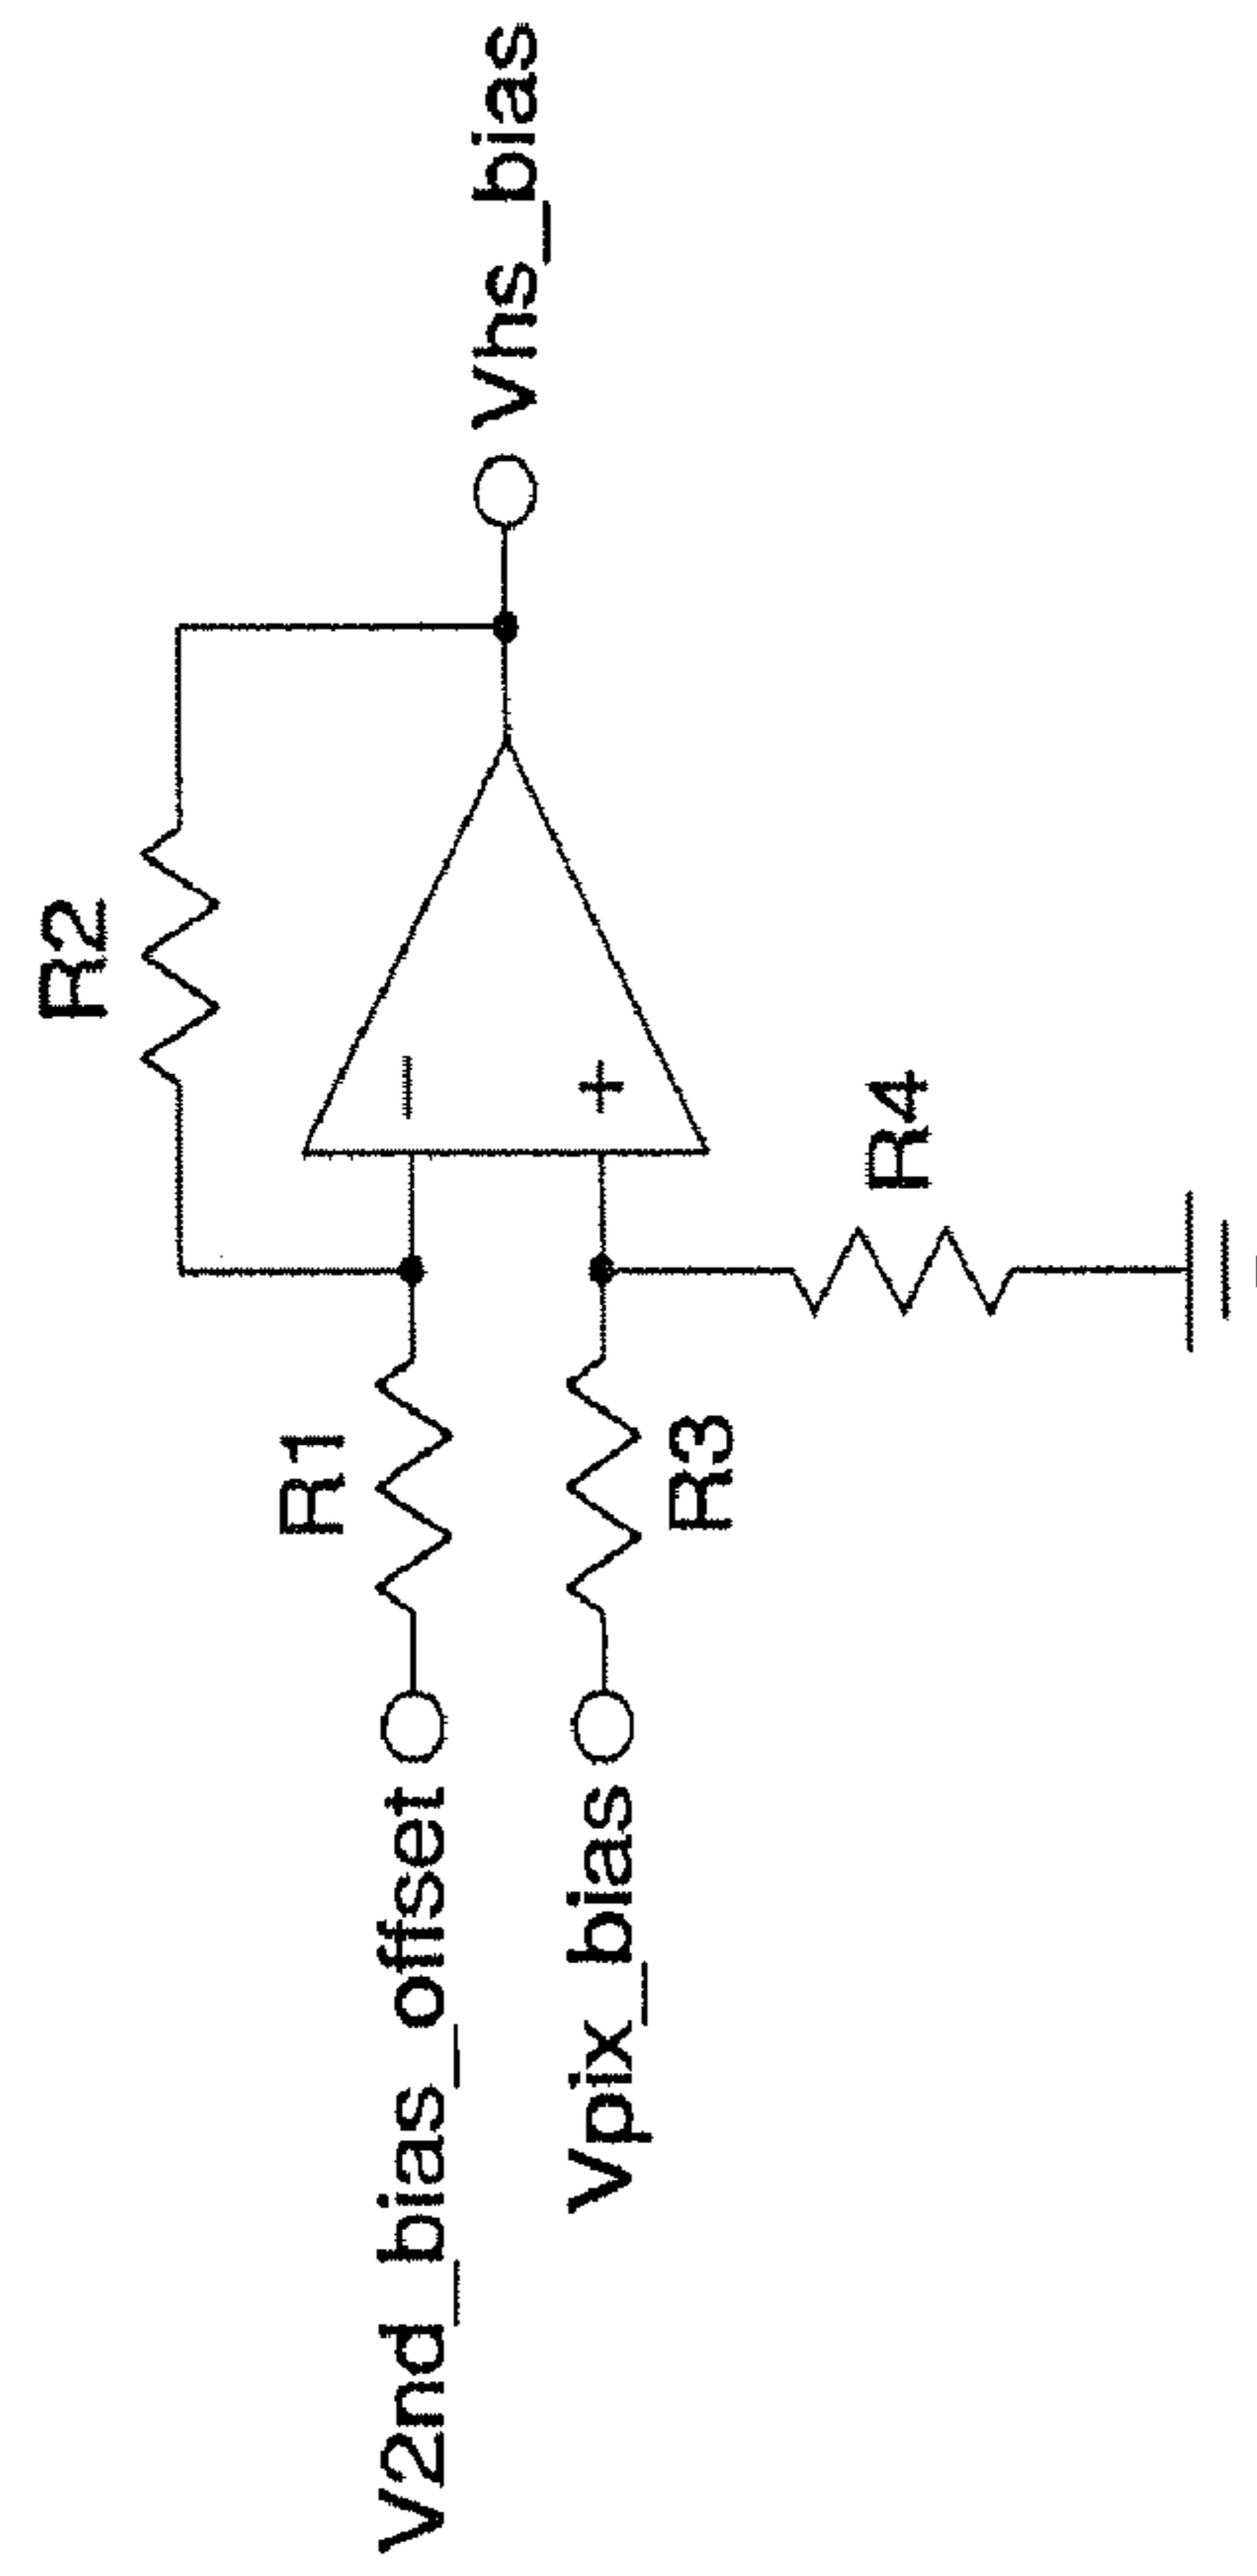 R2
R1
V2nd_bias_offset
Vhs_bias
−
+
Vpix_bias
R3
R4